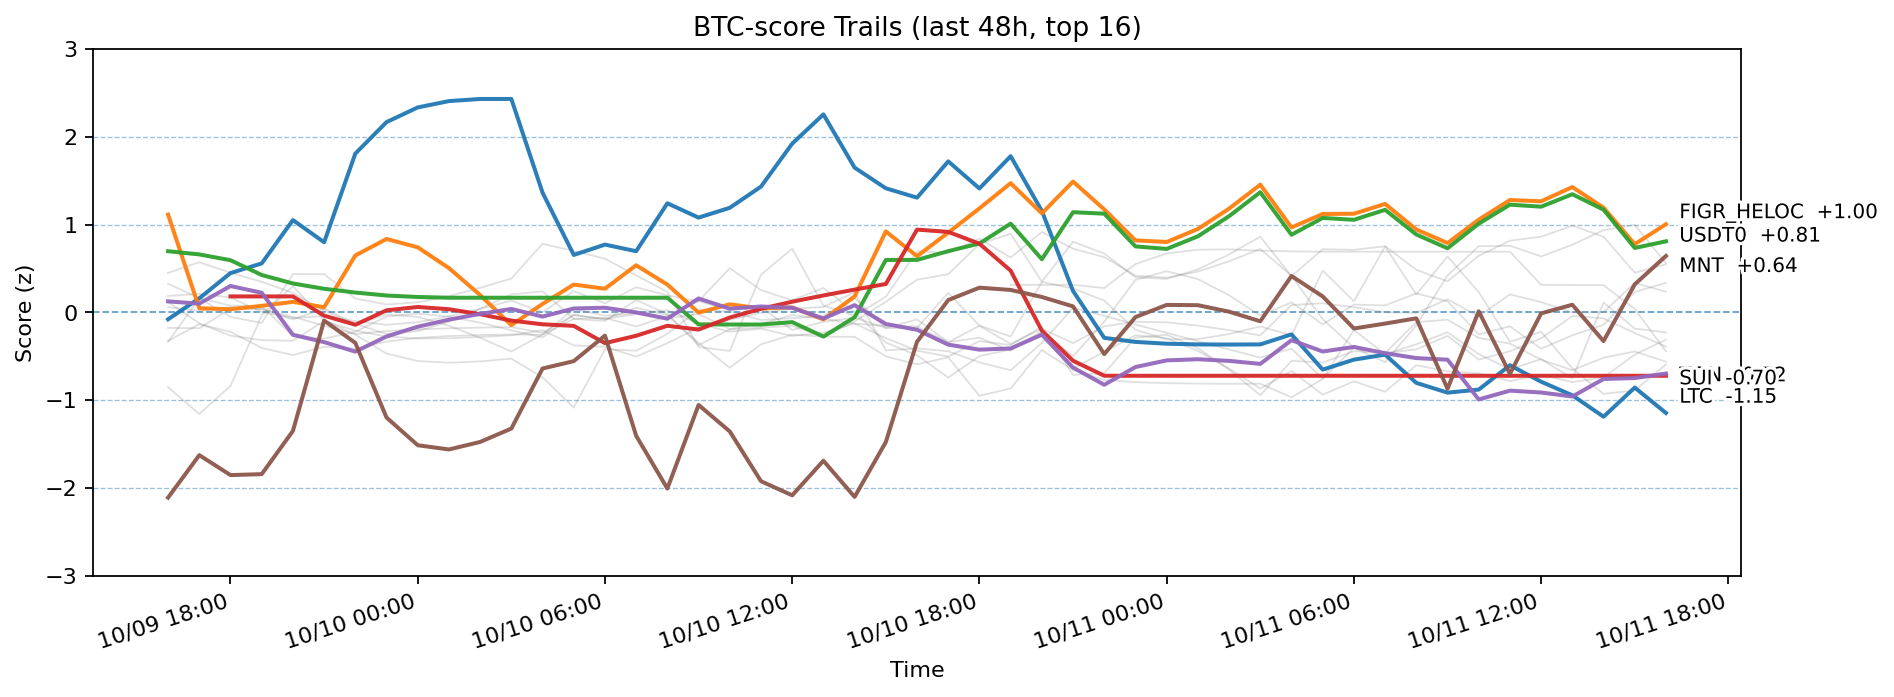 BTC-score Trails (last 48h, top 16)
Score (z)
3
2
1
0
−1
−2
−3
FIGR_HELOC +1.00
USDT0 +0.81
MNT +0.64
SUN -0.70
LTC -1.15
10/09 18:00
10/10 00:00
10/10 06:00
10/10 12:00
10/10 18:00
10/11 00:00
10/11 06:00
10/11 12:00
10/11 18:00
Time